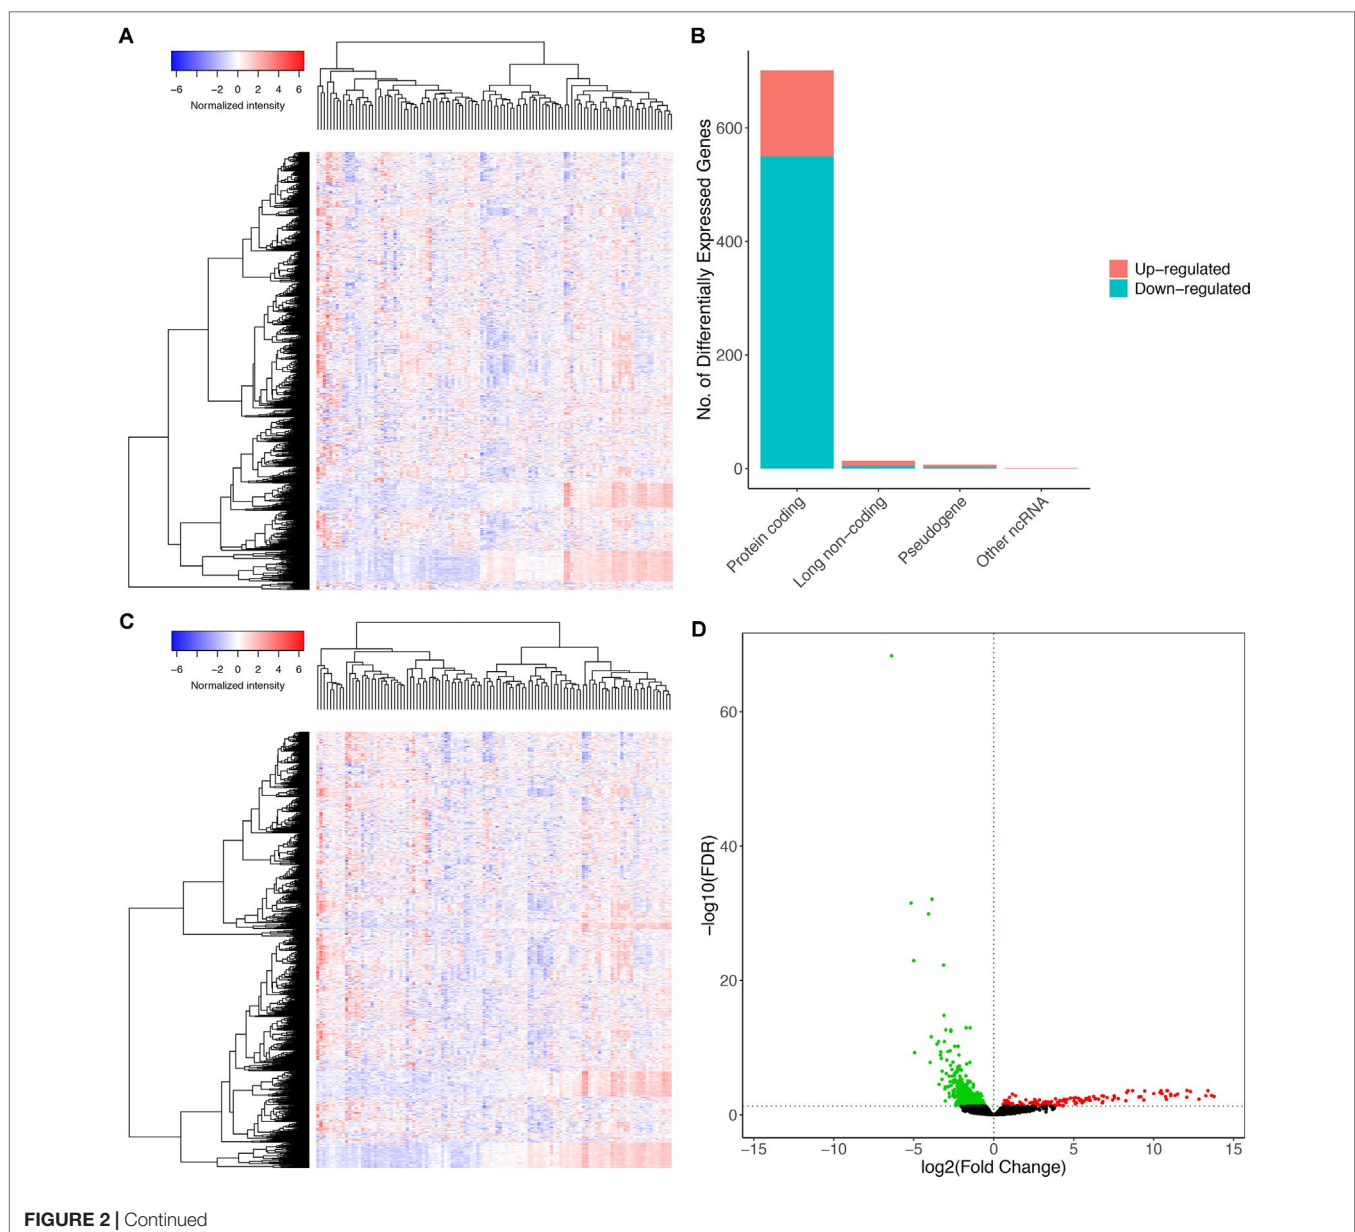 A
−6 −4 −2 0 2 4 6
Normalized intensity
B
No. of Differentially Expressed Genes
600
400
200
0
Protein coding
Long non−coding
Pseudogene
Other ncRNA
Up−regulated
Down−regulated
C
−6 −4 −2 0 2 4 6
Normalized intensity
D
−log10(FDR)
60
40
20
0
−15 −10 −5 0 5 10 15
log2(Fold Change)
FIGURE 2 | Continued